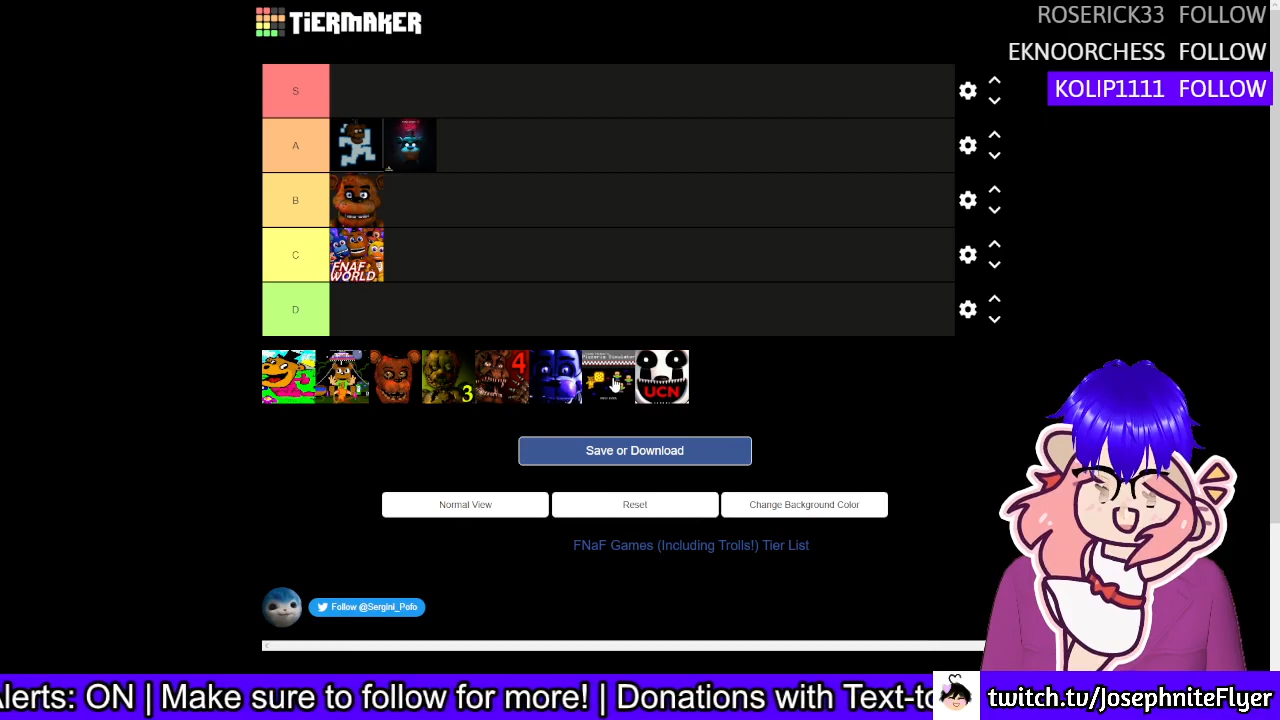 TiERMAKER
ROSERICK33 FOLLOW
EKNOORCHESS FOLLOW
KOLIP1111 FOLLOW
S
A
B
C
FNAF
WORLD
D
3
4
Pizzeria Simulator
UCN
Save or Download
Normal View
Reset
Change Background Color
FNaF Games (Including Trolls!) Tier List
Follow @Sergini_Pofo
Alerts: ON | Make sure to follow for more! | Donations with Text-to
twitch.tv/JosephniteFlyer